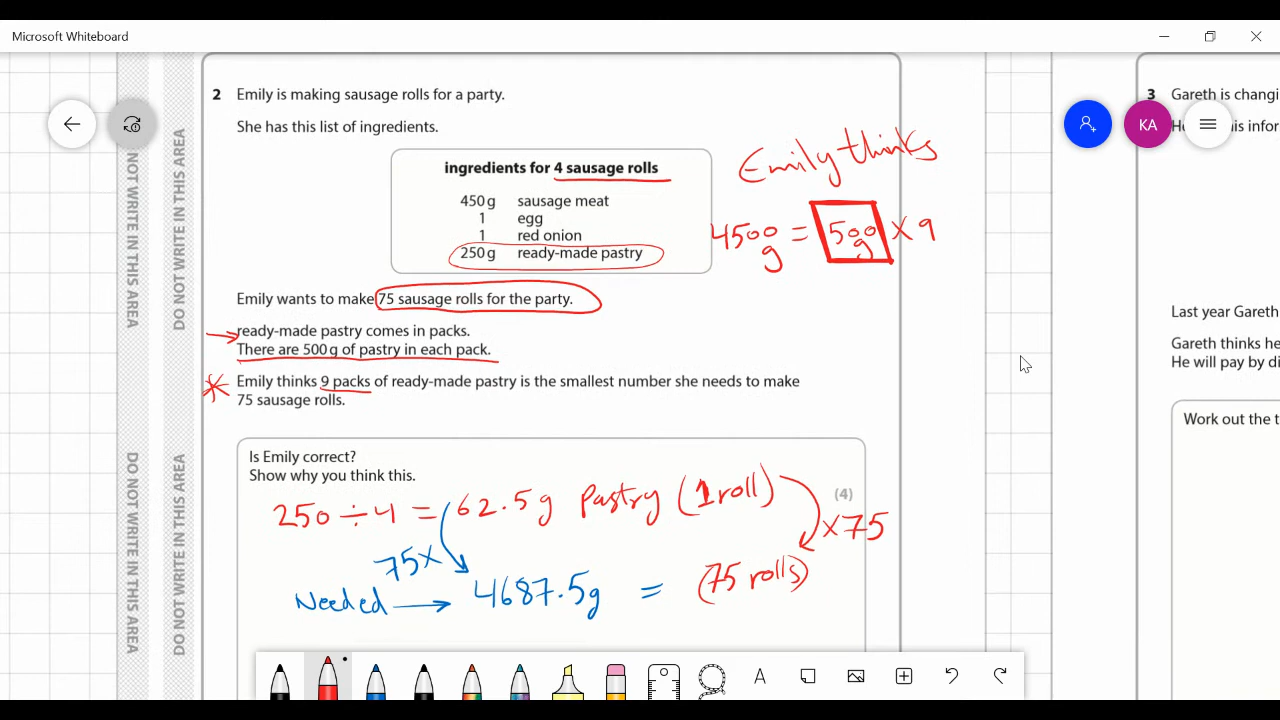 Microsoft Whiteboard
DO NOT WRITE IN THIS AREA
NOT WRITE IN THIS AREA
DO NOT WRITE IN THIS AREA
DO NOT WRITE IN THIS AREA
2 Emily is making sausage rolls for a party.
She has this list of ingredients.
ingredients for 4 sausage rolls
450 g sausage meat
1 egg
1 red onion
250 g ready-made pastry
Emily thinks
4500 g = 500 g × 9
Emily wants to make 75 sausage rolls for the party.
ready-made pastry comes in packs.
There are 500 g of pastry in each pack.
Emily thinks 9 packs of ready-made pastry is the smallest number she needs to make
75 sausage rolls.
Is Emily correct?
Show why you think this.
(4)
250 ÷ 4 = 62.5g Pastry (1 roll)
×75
75×
Needed → 4687.5g = (75 rolls)
KA
3 Gareth is changi
is infor
Last year Gareth
Gareth thinks he
He will pay by di
Work out the t
A